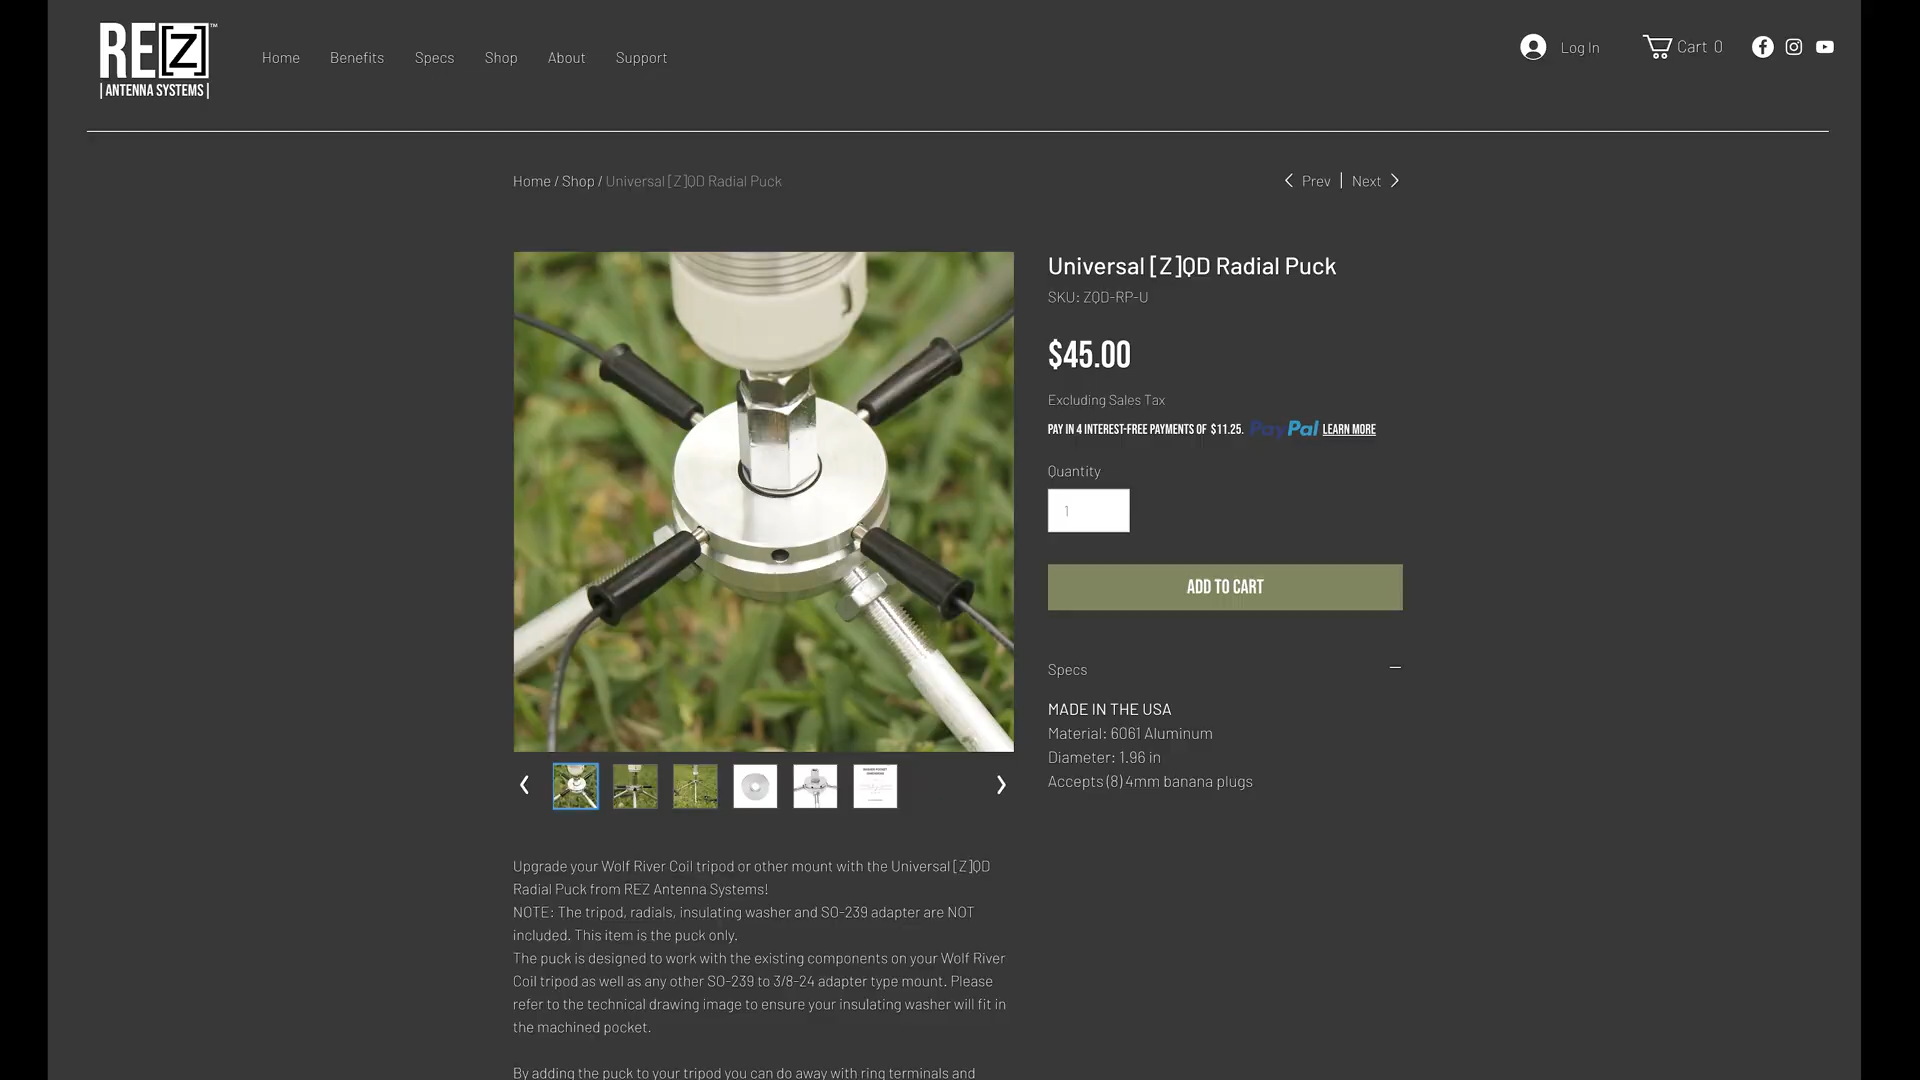 REZ™
| ANTENNA SYSTEMS |
Home Benefits Specs Shop About Support
Log In
Cart 0
Home / Shop / Universal [Z]QD Radial Puck
Prev | Next
Universal [Z]QD Radial Puck
SKU: ZQD-RP-U
$45.00
Excluding Sales Tax
PAY IN 4 INTEREST-FREE PAYMENTS OF $11.25. PayPal LEARN MORE
Quantity
1
ADD TO CART
Specs
MADE IN THE USA
Material: 6061 Aluminum
Diameter: 1.96 in
Accepts (8) 4mm banana plugs
Upgrade your Wolf River Coil tripod or other mount with the Universal [Z]QD
Radial Puck from REZ Antenna Systems!
NOTE: The tripod, radials, insulating washer and SO-239 adapter are NOT
included. This item is the puck only.
The puck is designed to work with the existing components on your Wolf River
Coil tripod as well as any other SO-239 to 3/8-24 adapter type mount. Please
refer to the technical drawing image to ensure your insulating washer will fit in
the machined pocket.
By adding the puck to your tripod you can do away with ring terminals and